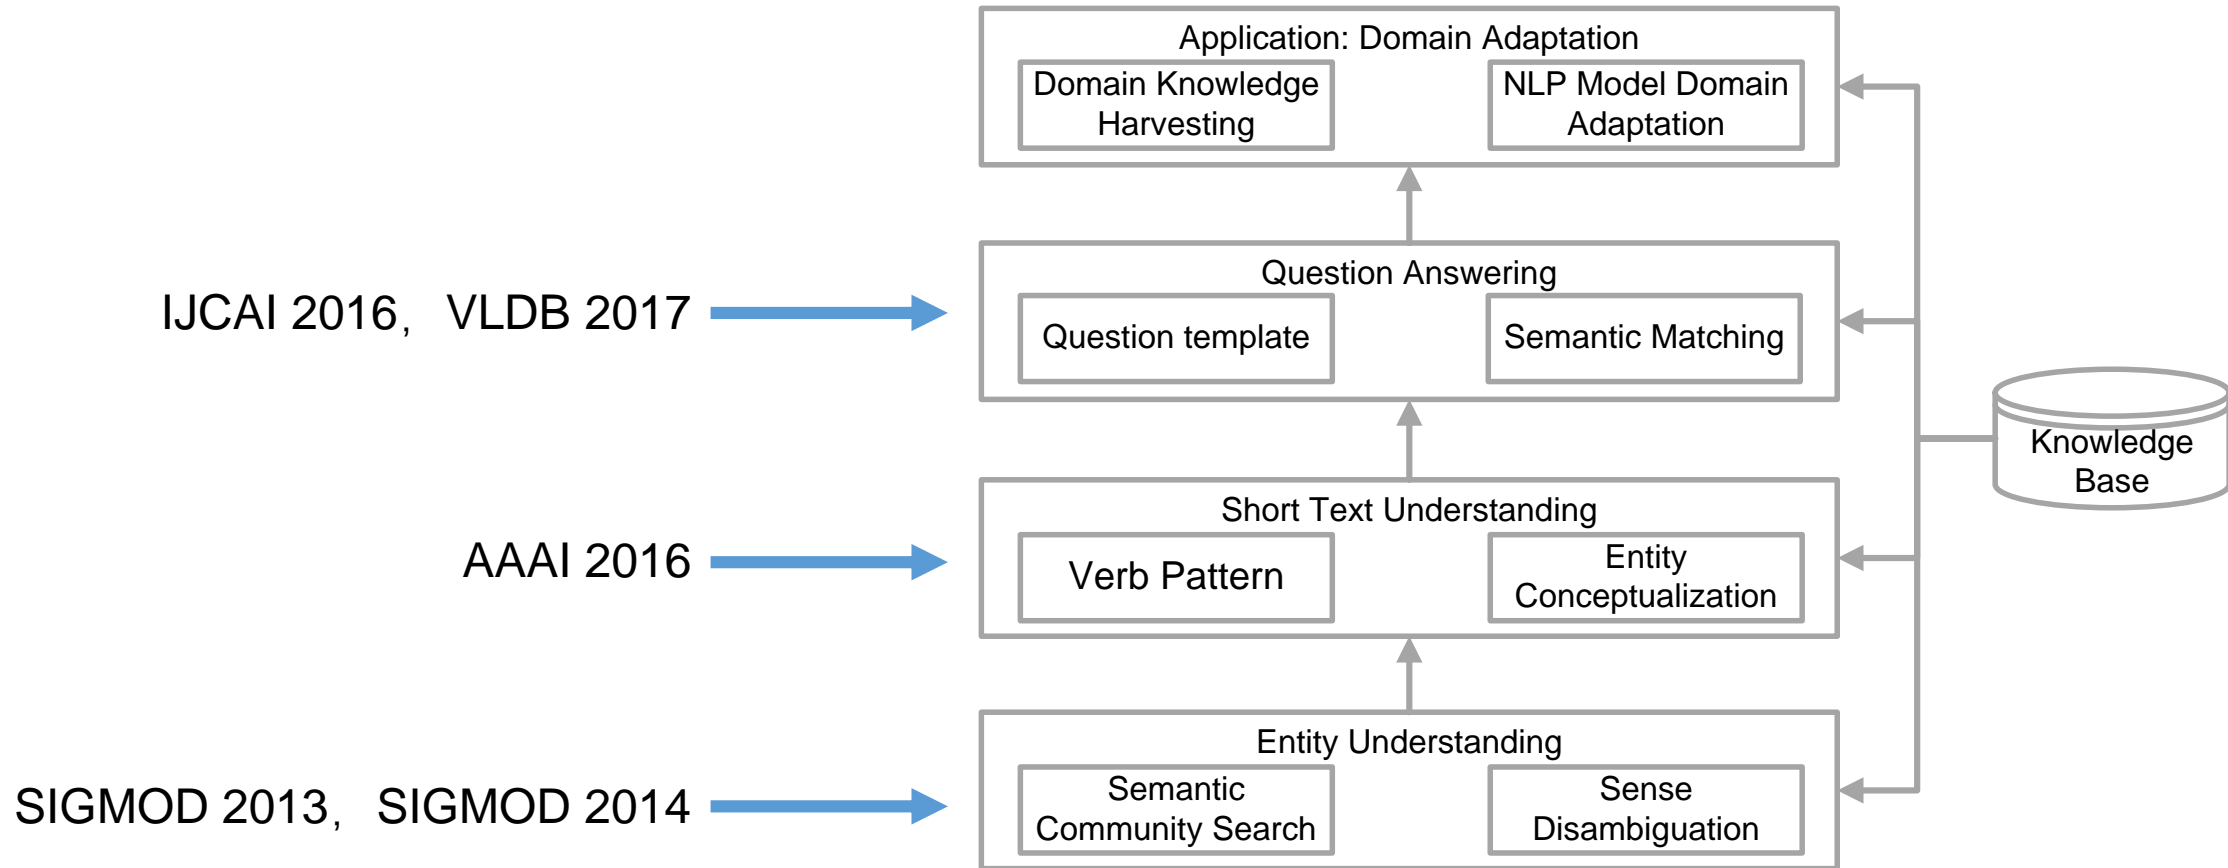 Application: Domain Adaptation
Domain Knowledge
Harvesting
NLP Model Domain
Adaptation
IJCAI 2016，VLDB 2017
Question Answering
Question template
Semantic Matching
Knowledge
Base
AAAI 2016
Short Text Understanding
Verb Pattern
Entity
Conceptualization
SIGMOD 2013，SIGMOD 2014
Entity Understanding
Semantic
Community Search
Sense
Disambiguation